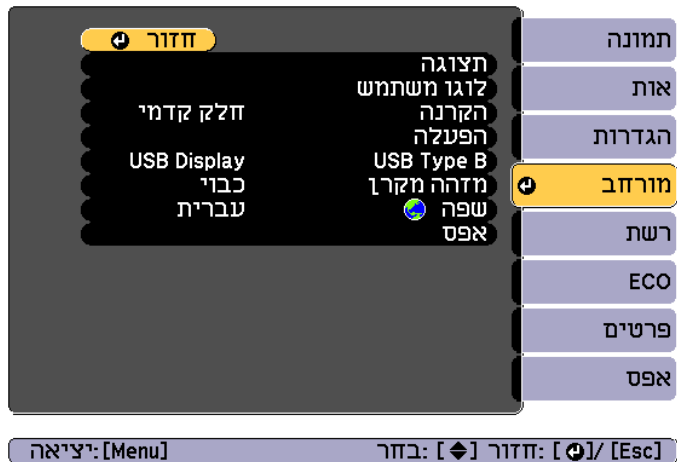 חזור
תצוגה
לוגו משתמש
הקרנה חלק קדמי
הפעלה
USB Type B USB Display
מזהה מקרן כבוי
שפה עברית
אפס
תמונה
אות
הגדרות
מורחב
רשת
ECO
פרטים
אפס
[Esc] /[ ] :חזור [ ] :בחר [Menu]:יציאה